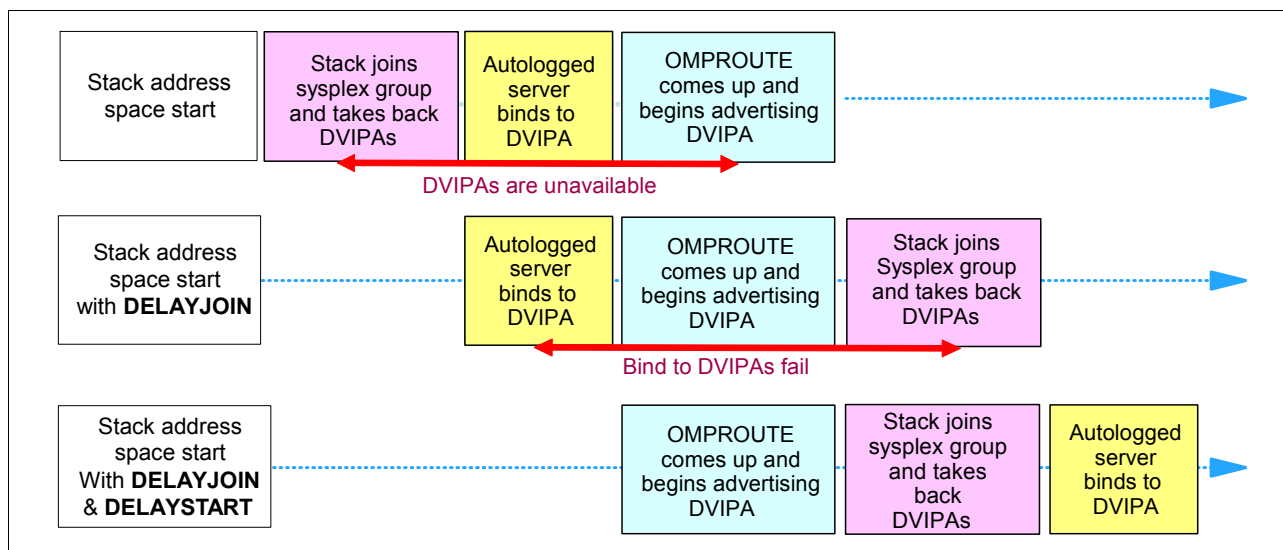 Stack address
space start
Stack joins
sysplex group
and takes back
DVIPAs
Autologged
server
binds to
DVIPA
OMPROUTE
comes up and
begins advertising
DVIPA
DVIPAs are unavailable
Stack address
space start
with DELAYJOIN
Autologged
server
binds to
DVIPA
OMPROUTE
comes up and
begins advertising
DVIPA
Stack joins
Sysplex group
and takes back
DVIPAs
Bind to DVIPAs fail
Stack address
space start
With DELAYJOIN
& DELAYSTART
OMPROUTE
comes up and
begins advertising
DVIPA
Stack joins
sysplex group
and takes
back
DVIPAs
Autologged
server
binds to
DVIPA